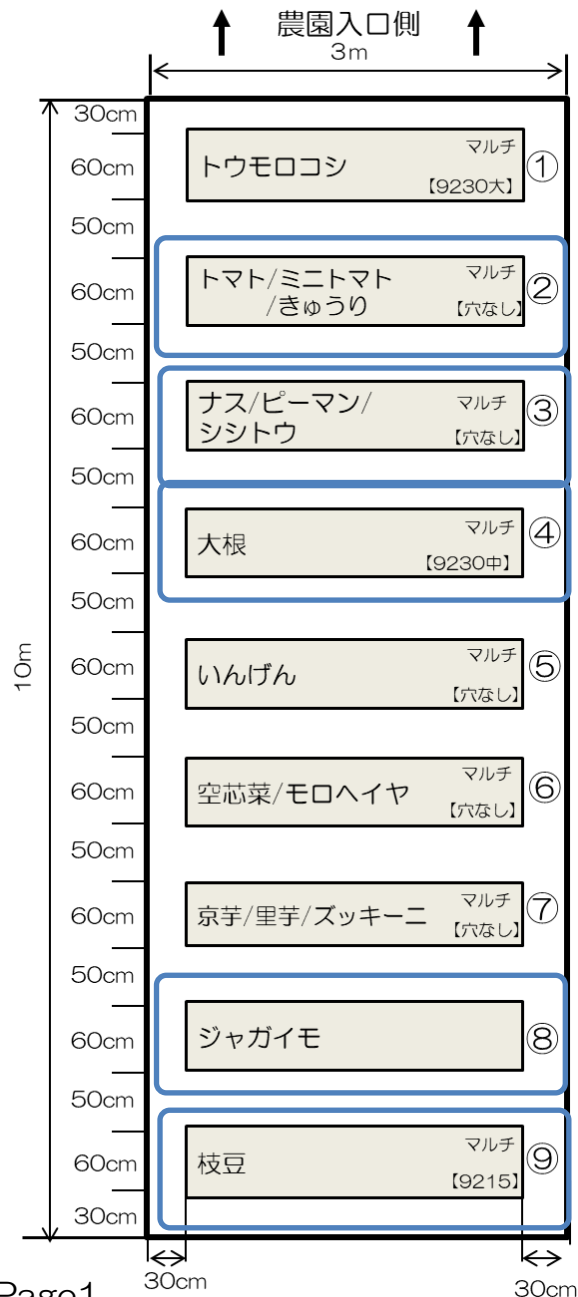 農園入口側
3m
30cm
60cm
トウモロコシ
マルチ
【9230大】
①
50cm
60cm
トマト/ミニトマト
/きゅうり
マルチ
【穴なし】
②
50cm
60cm
ナス/ピーマン/
シシトウ
マルチ
【穴なし】
③
50cm
60cm
大根
マルチ
【9230中】
④
50cm
10m
60cm
いんげん
マルチ
【穴なし】
⑤
50cm
60cm
空芯菜/モロヘイヤ
マルチ
【穴なし】
⑥
50cm
60cm
京芋/里芋/ズッキーニ
マルチ
【穴なし】
⑦
50cm
60cm
ジャガイモ
⑧
50cm
60cm
枝豆
マルチ
【9215】
⑨
30cm
30cm
30cm
Page1